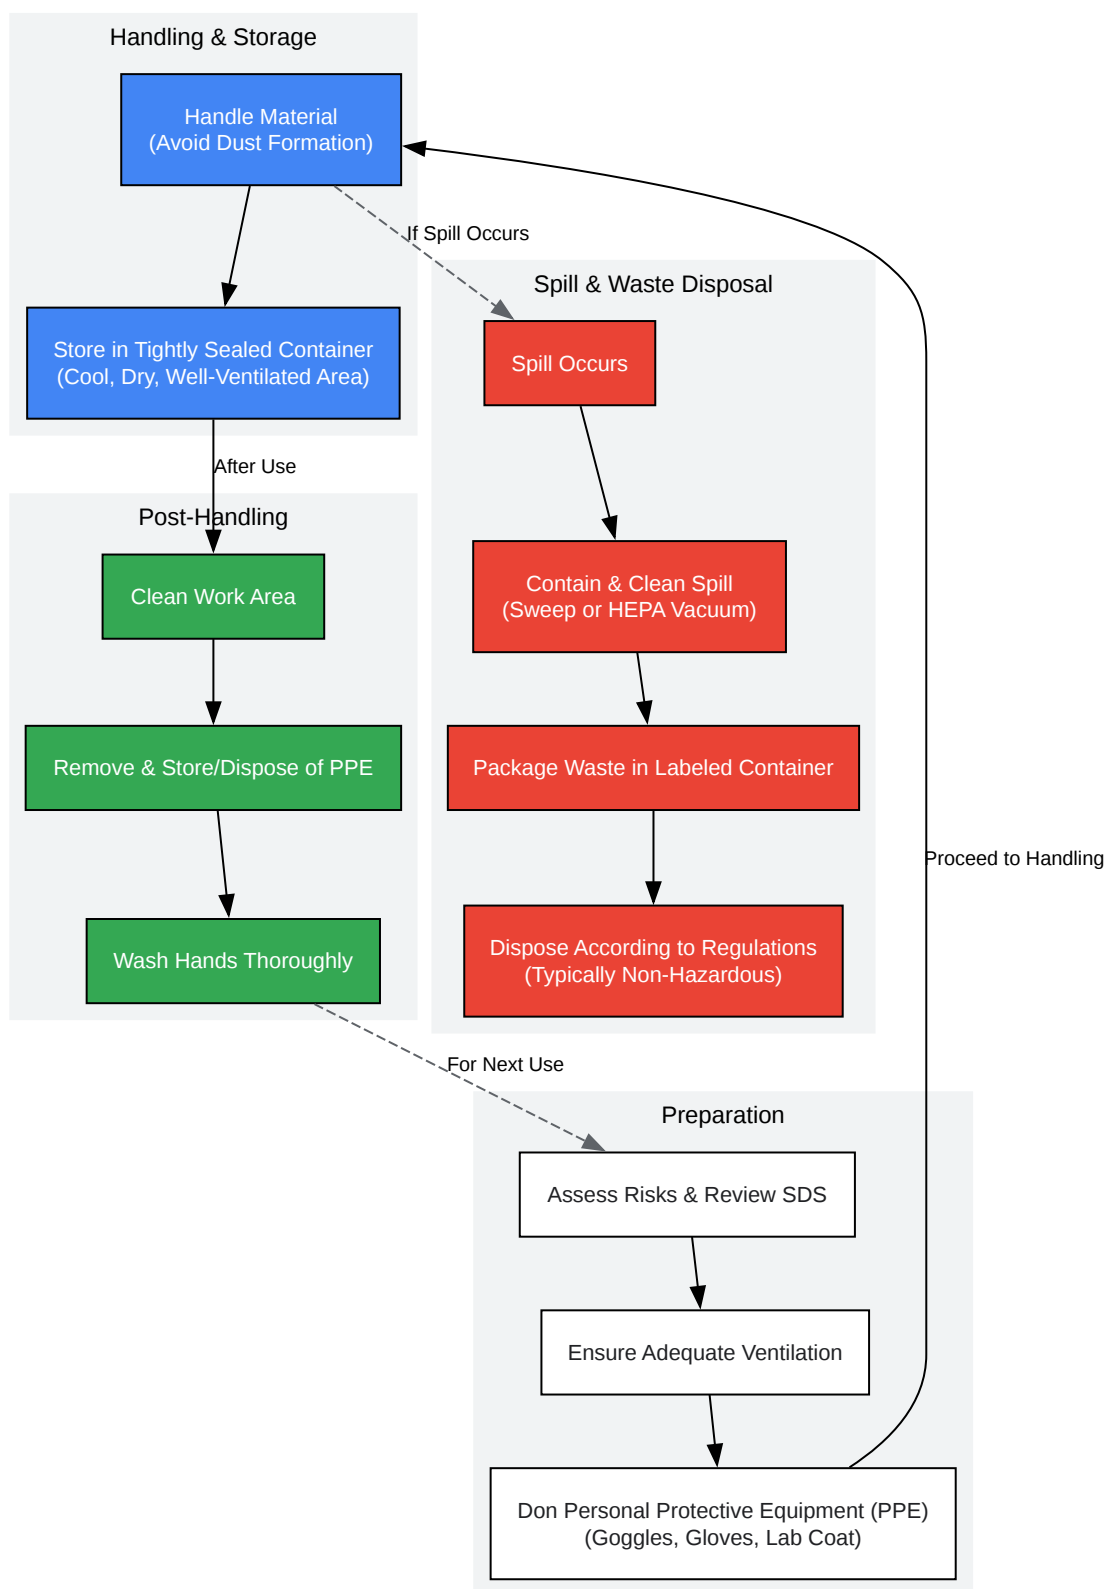 Handling & Storage
Handle Material
(Avoid Dust Formation)
If Spill Occurs
Spill & Waste Disposal
Spill Occurs
Store in Tightly Sealed Container
(Cool, Dry, Well-Ventilated Area)
After Use
Post-Handling
Clean Work Area
Contain & Clean Spill
(Sweep or HEPA Vacuum)
Remove & Store/Dispose of PPE
Package Waste in Labeled Container
Proceed to Handling
Wash Hands Thoroughly
Dispose According to Regulations
(Typically Non-Hazardous)
For Next Use
Preparation
Assess Risks & Review SDS
Ensure Adequate Ventilation
Don Personal Protective Equipment (PPE)
(Goggles, Gloves, Lab Coat)